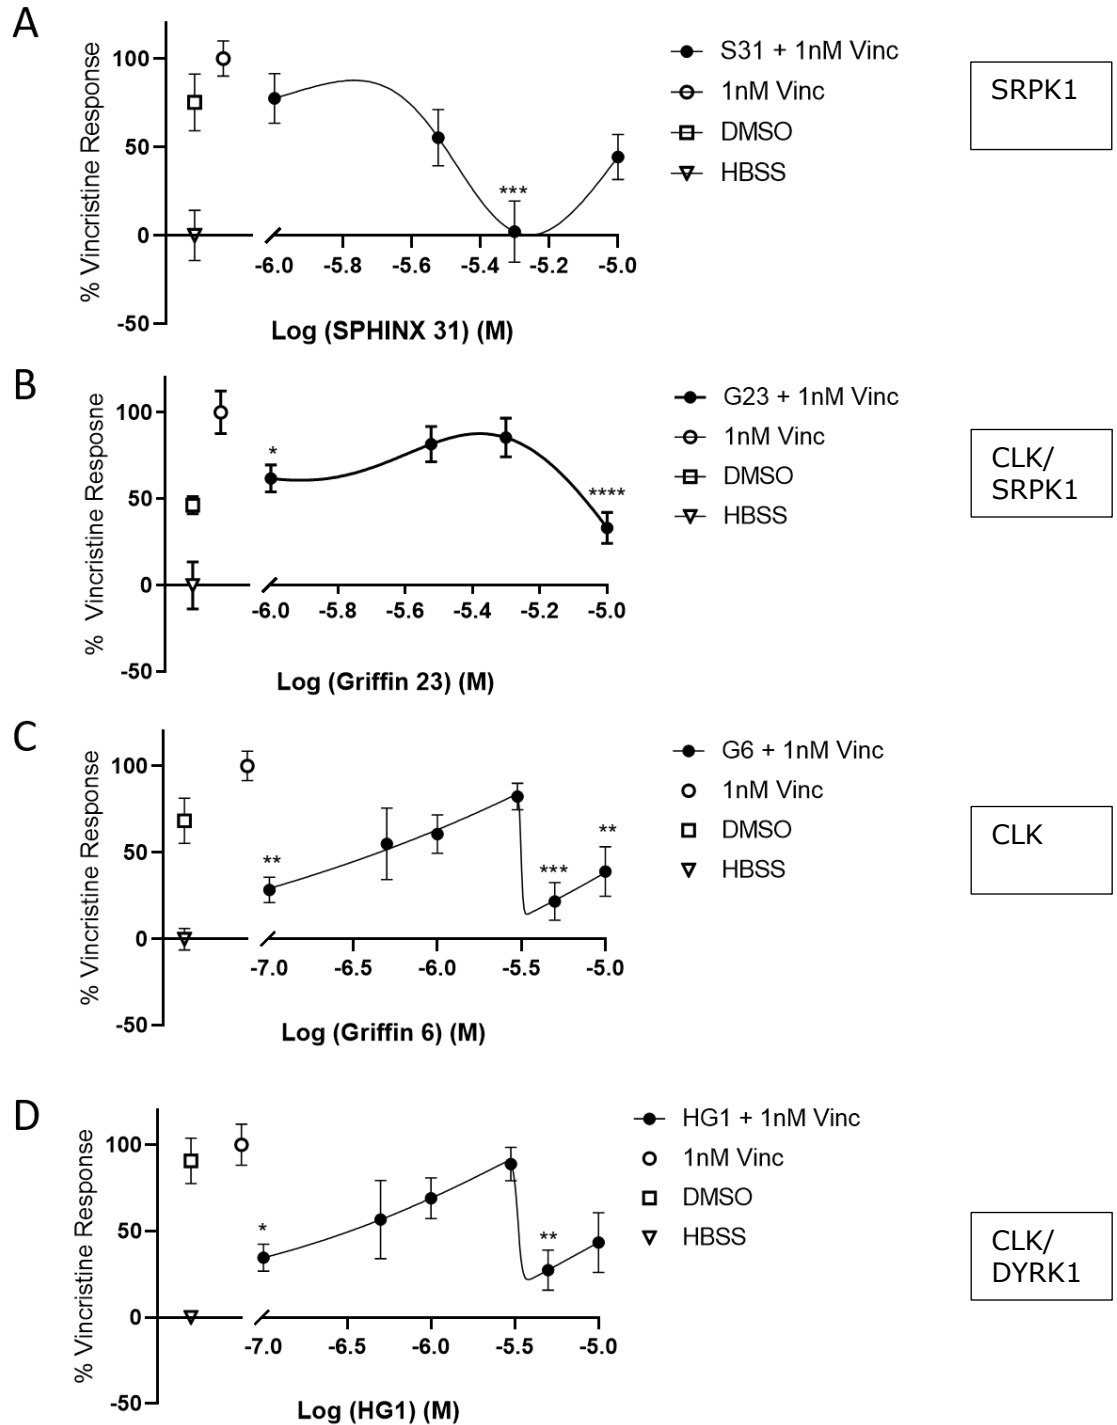 A
% Vincristine Response
100
50
0
-50
***
-6.0 -5.8 -5.6 -5.4 -5.2 -5.0
Log (SPHINX 31) (M)
S31 + 1nM Vinc
1nM Vinc
DMSO
HBSS
SRPK1
B
% Vincristine Resposne
100
50
0
-50
*
****
-6.0 -5.8 -5.6 -5.4 -5.2 -5.0
Log (Griffin 23) (M)
G23 + 1nM Vinc
1nM Vinc
DMSO
HBSS
CLK/
SRPK1
C
% Vincristine Response
100
50
0
-50
**
***
**
-7.0 -6.5 -6.0 -5.5 -5.0
Log (Griffin 6) (M)
G6 + 1nM Vinc
1nM Vinc
DMSO
HBSS
CLK
D
% Vincristine Response
100
50
0
-50
*
**
-7.0 -6.5 -6.0 -5.5 -5.0
Log (HG1) (M)
HG1 + 1nM Vinc
1nM Vinc
DMSO
HBSS
CLK/
DYRK1